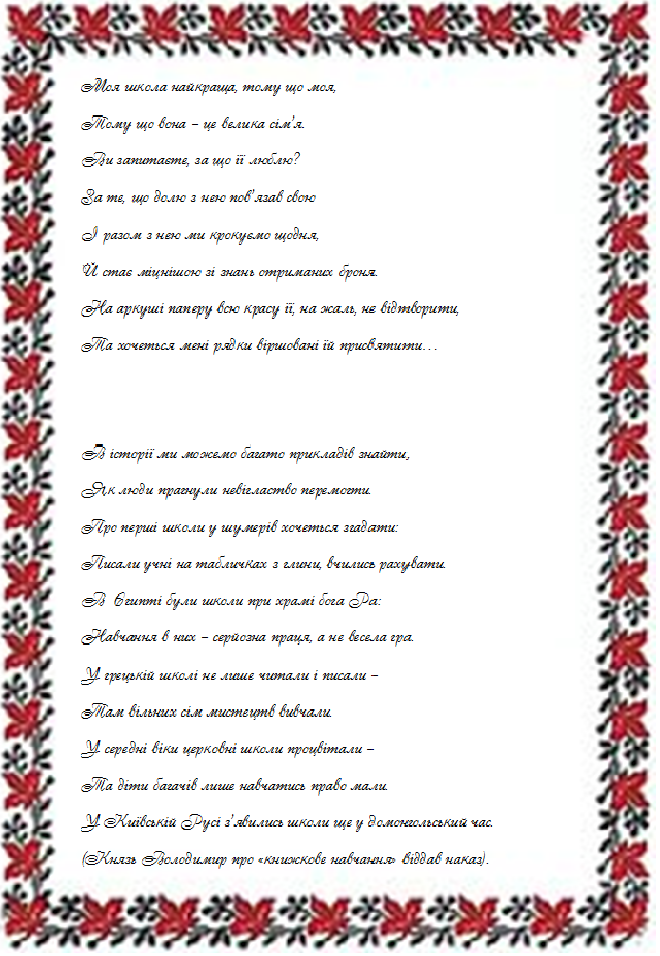 Моя школа найкраща, тому що моя,
Тому що вона – це велика сім'я.
Ви запитаєте, за що її люблю?
За те, що долю з нею пов'язав свою
І разом з нею ми крокуємо щодня,
Й стає міцнішою зі знань отриманих броня.
На аркуші паперу всю красу її, на жаль, не відтворити,
Та хочеться мені рядки віршовані їй присвятити…
В історії ми можемо багато прикладів знайти,
Як люди прагнули невігластво перемогти.
Про перші школи у шумерів хочеться згадати:
Писали учні на табличках з глини, вчились рахувати.
В Єгипті були школи при храмі бога Ра:
Навчання в них – серйозна праця, а не весела гра.
У грецькій школі не лише читали і писали –
Там вільних сім мистецтв вивчали.
У середні віки церковні школи процвітали –
Та діти багачів лише навчатись право мали.
У Київській Русі з'явились школи ще у домонгольський час.
(Князь Володимир про «книжкове навчання» віддав наказ).